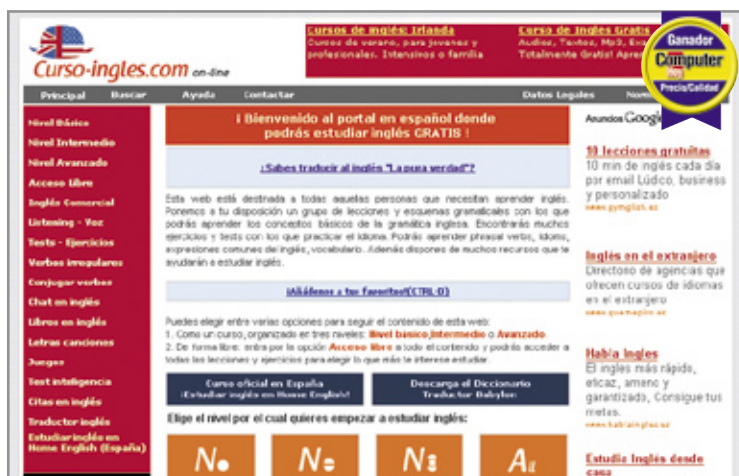 Cursos de inglés: Irlanda
Cursos de verano, para jovenes y
profesionales. Intensivos o familia
Curso de Ingles Gratis
Audios, Textos, Mp3, Exa
Totalmente Gratis! Apren
Ganador
Computer
hoy
Precio/Calidad
Curso-ingles.com on-line
Principal Buscar Ayuda Contactar Datos Legales Nom
Nivel Básico
Nivel Intermedio
Nivel Avanzado
Acceso Libre
Inglés Comercial
Listening - Voz
Tests - Ejercicios
Verbos irregulares
Conjugar verbos
Chat en inglés
Libros en inglés
Letras canciones
Juegos
Test inteligencia
Citas en inglés
Traductor inglés
Estudiar inglés en
Home English (España)
¡ Bienvenido al portal en español donde
podrás estudiar inglés GRATIS !
¿Sabes traducir al inglés "La pura verdad"?
Esta web está destinada a todas aquellas personas que necesitan aprender inglés.
Ponemos a tu disposición un grupo de lecciones y esquemas gramaticales con los que
podrás aprender los conceptos básicos de la gramática inglesa. Encontrarás muchos
ejercicios y tests con los que practicar el idioma. Podrás aprender phrasal verbs, idioms,
expresiones comunes del inglés, vocabulario. Además dispones de muchos recursos que te
ayudarán a estudiar inglés.
¡Añádenos a tus favoritos!(CTRL-D)
Puedes elegir entre varias opciones para seguir el contenido de esta web:
1. Como un curso, organizado en tres niveles: Nivel básico,Intermedio o Avanzado.
2. De forma libre: entra por la opción Acceso libre a todo el contenido y podrás acceder a
todas las lecciones y ejercicios para elegir lo que más te interese estudiar.
Curso oficial en España
¡Estudiar inglés en Home English!
Descarga el Diccionario
Traductor Babylon
Elige el nivel por el cual quieres empezar a estudiar inglés:
N N N A
Anuncios Google
10 lecciones gratuitas
10 min de inglés cada día
por email Lúdico, business
y personalizado
www.gymglish.es
Inglés en el extranjero
Directorio de agencias que
ofrecen cursos de idiomas
en el extranjero
Habla Ingles
El ingles más rápido,
eficaz, ameno y
garantizado, Consigue tus
metas.
Estudia Inglés desde
casa